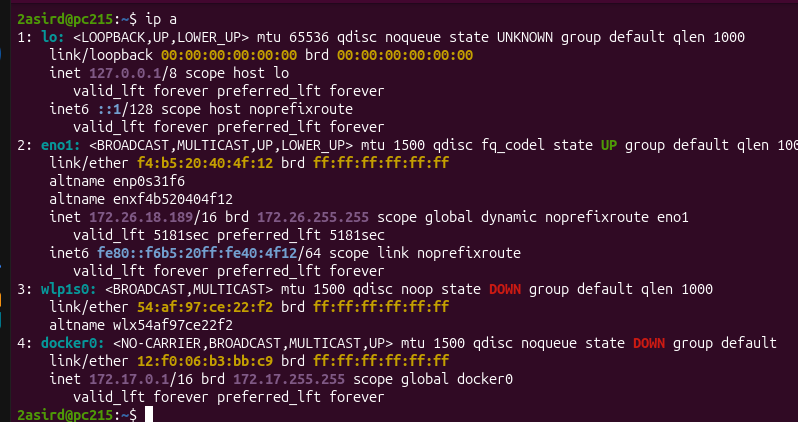 2asird@pc215:~$ ip a
1: lo: <LOOPBACK,UP,LOWER_UP> mtu 65536 qdisc noqueue state UNKNOWN group default qlen 1000
    link/loopback 00:00:00:00:00:00 brd 00:00:00:00:00:00
    inet 127.0.0.1/8 scope host lo
       valid_lft forever preferred_lft forever
    inet6 ::1/128 scope host noprefixroute
       valid_lft forever preferred_lft forever
2: eno1: <BROADCAST,MULTICAST,UP,LOWER_UP> mtu 1500 qdisc fq_codel state UP group default qlen 100
    link/ether f4:b5:20:40:4f:12 brd ff:ff:ff:ff:ff:ff
    altname enp0s31f6
    altname enxf4b520404f12
    inet 172.26.18.189/16 brd 172.26.255.255 scope global dynamic noprefixroute eno1
       valid_lft 5181sec preferred_lft 5181sec
    inet6 fe80::f6b5:20ff:fe40:4f12/64 scope link noprefixroute
       valid_lft forever preferred_lft forever
3: wlp1s0: <BROADCAST,MULTICAST> mtu 1500 qdisc noop state DOWN group default qlen 1000
    link/ether 54:af:97:ce:22:f2 brd ff:ff:ff:ff:ff:ff
    altname wlx54af97ce22f2
4: docker0: <NO-CARRIER,BROADCAST,MULTICAST,UP> mtu 1500 qdisc noqueue state DOWN group default
    link/ether 12:f0:06:b3:bb:c9 brd ff:ff:ff:ff:ff:ff
    inet 172.17.0.1/16 brd 172.17.255.255 scope global docker0
       valid_lft forever preferred_lft forever
2asird@pc215:~$